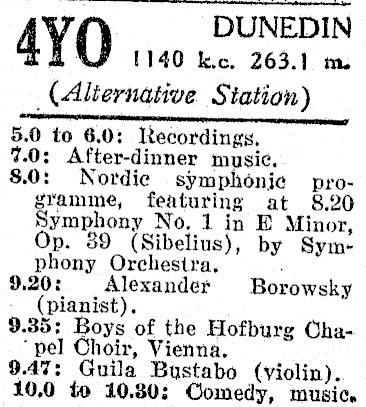 4YO DUNEDIN
1140 k.c. 263.1 m.
(Alternative Station)
5.0 to 6.0: Recordings.
7.0: After-dinner music.
8.0: Nordic symphonic pro-
gramme, featuring at 8.20
Symphony No. 1 in E Minor,
Op. 39 (Sibelius), by Sym-
phony Orchestra.
9.20: Alexander Borowsky
(pianist).
9.35: Boys of the Hofburg Cha-
pel Choir, Vienna.
9.47: Guila Bustabo (violin).
10.0 to 10.30: Comedy, music.